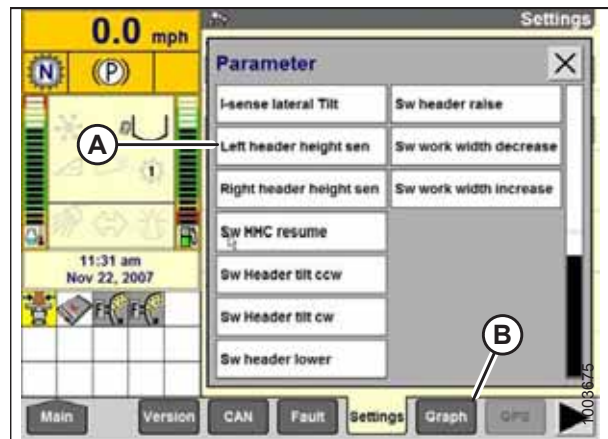 0.0 mph
Settings
N
(P)
Parameter
I-sense lateral Tilt
Sw header raise
Left header height sen
Sw work width decrease
Right header height sen
Sw work width increase
Sw HHC resume
Sw Header tilt ccw
Sw Header tilt cw
Sw header lower
A
B
1
11:31 am
Nov 22, 2007
F
F
Main
Version
CAN
Fault
Settings
Graph
GPS
1003675